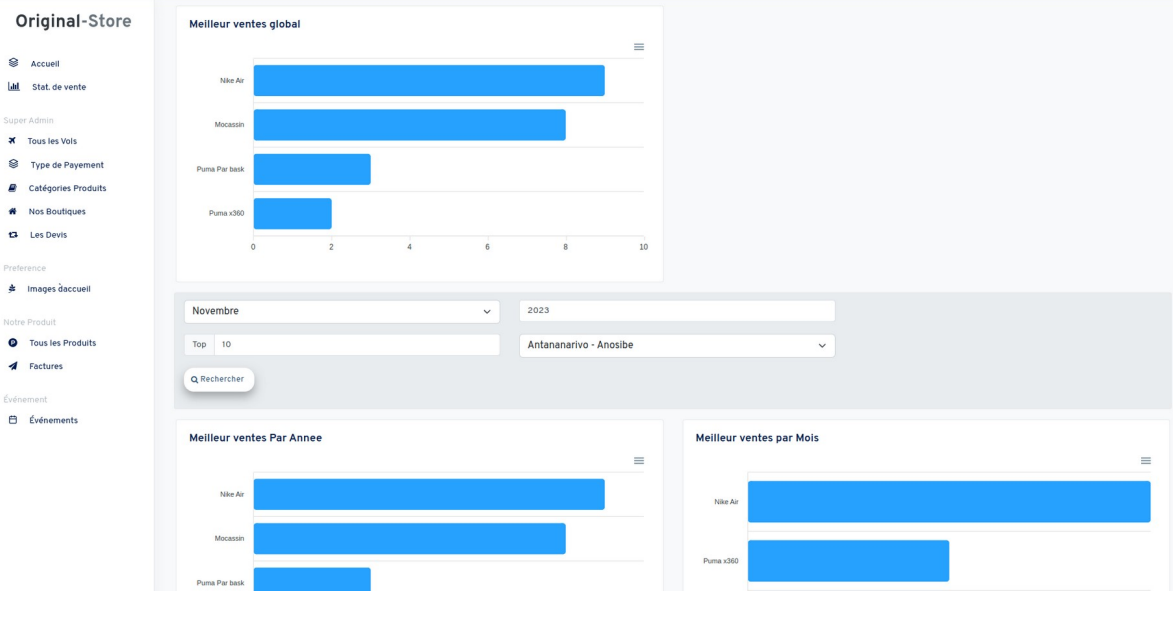 Original-Store
Accueil
Stat. de vente
Super Admin
Tous les Vols
Type de Payement
Catégories Produits
Nos Boutiques
Les Devis
Preference
Images d̀accueil
Notre Produit
Tous les Produits
Factures
Événement
Événements
Meilleur ventes global
Nike Air
Mocassin
Puma Par bask
Puma x360
0 2 4 6 8 10
Novembre
2023
Top 10
Antananarivo - Anosibe
Rechercher
Meilleur ventes Par Annee
Nike Air
Mocassin
Puma Par bask
Meilleur ventes par Mois
Nike Air
Puma x360